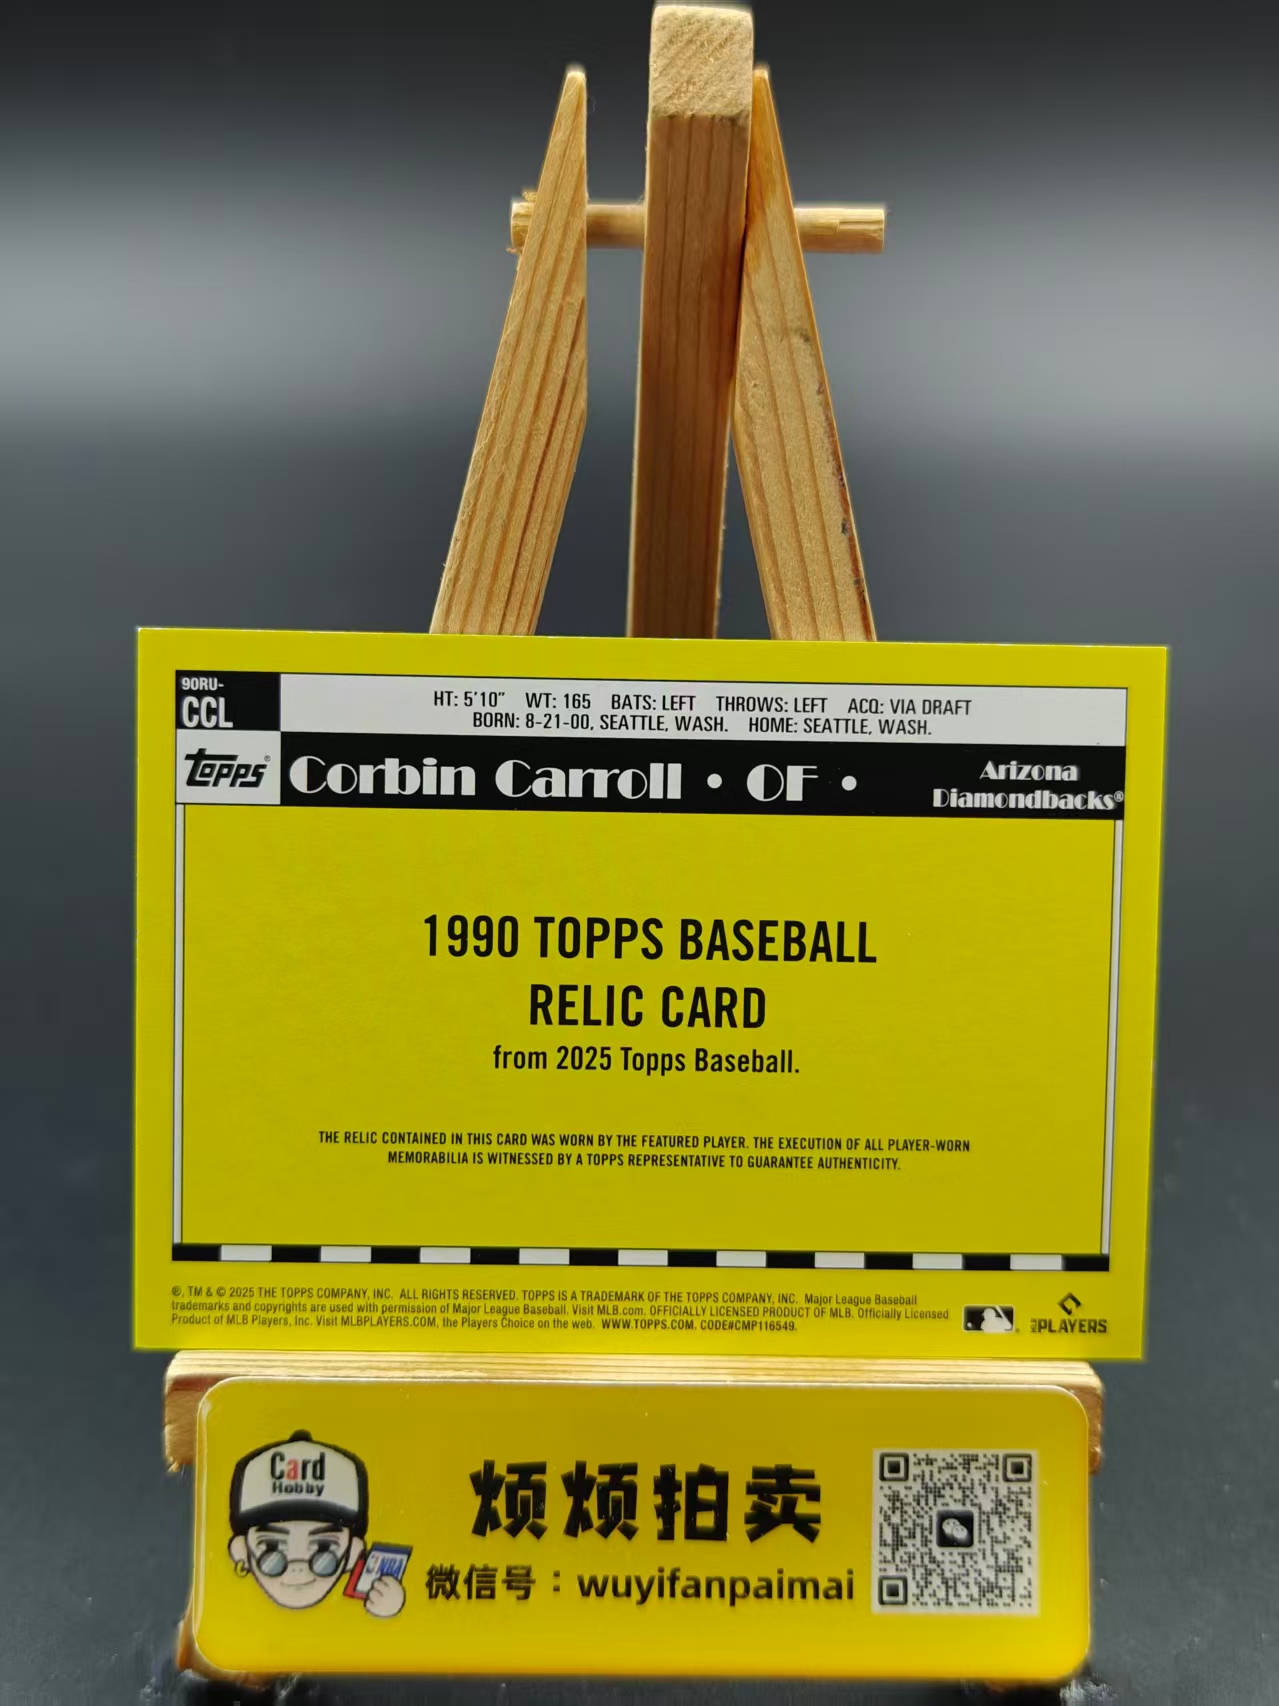 90RU-
CCL
HT: 5'10" WT: 165 BATS: LEFT THROWS: LEFT ACQ: VIA DRAFT
BORN: 8-21-00, SEATTLE, WASH. HOME: SEATTLE, WASH.
Topps®
Corbin Carroll • OF •
Arizona
Diamondbacks®
1990 TOPPS BASEBALL
RELIC CARD
from 2025 Topps Baseball.
THE RELIC CONTAINED IN THIS CARD WAS WORN BY THE FEATURED PLAYER. THE EXECUTION OF ALL PLAYER-WORN
MEMORABILIA IS WITNESSED BY A TOPPS REPRESENTATIVE TO GUARANTEE AUTHENTICITY.
®, TM & © 2025 THE TOPPS COMPANY, INC. ALL RIGHTS RESERVED. TOPPS IS A TRADEMARK OF THE TOPPS COMPANY, INC. Major League Baseball
trademarks and copyrights are used with permission of Major League Baseball. Visit MLB.com. OFFICIALLY LICENSED PRODUCT OF MLB. Officially Licensed
Product of MLB Players, Inc. Visit MLBPLAYERS.COM, the Players Choice on the web. WWW.TOPPS.COM. CODE#CMP116549.
MLB PLAYERS
Card
Hobby
NBA
烦烦拍卖
微信号：wuyifanpaimai